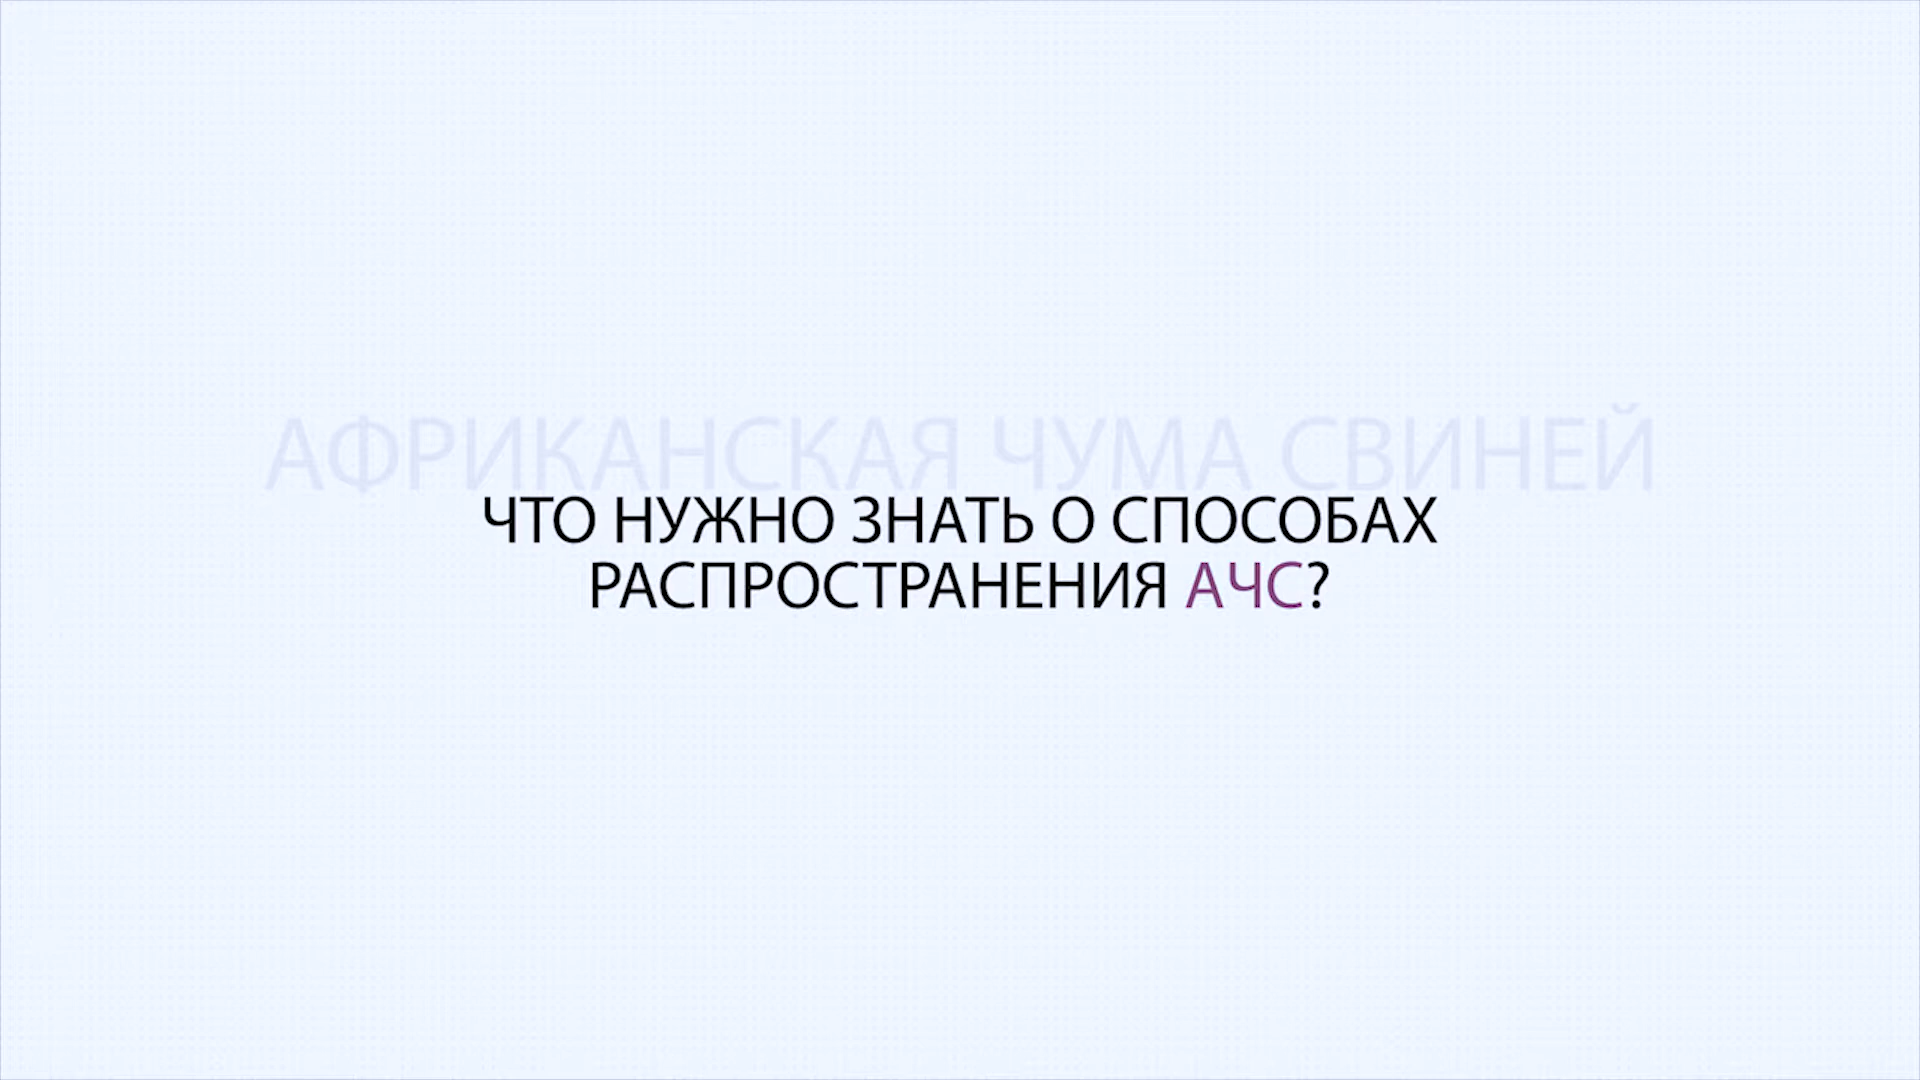 АФРИКАНСКАЯ ЧУМА СВИНЕЙ
ЧТО НУЖНО ЗНАТЬ О СПОСОБАХ
РАСПРОСТРАНЕНИЯ АЧС?